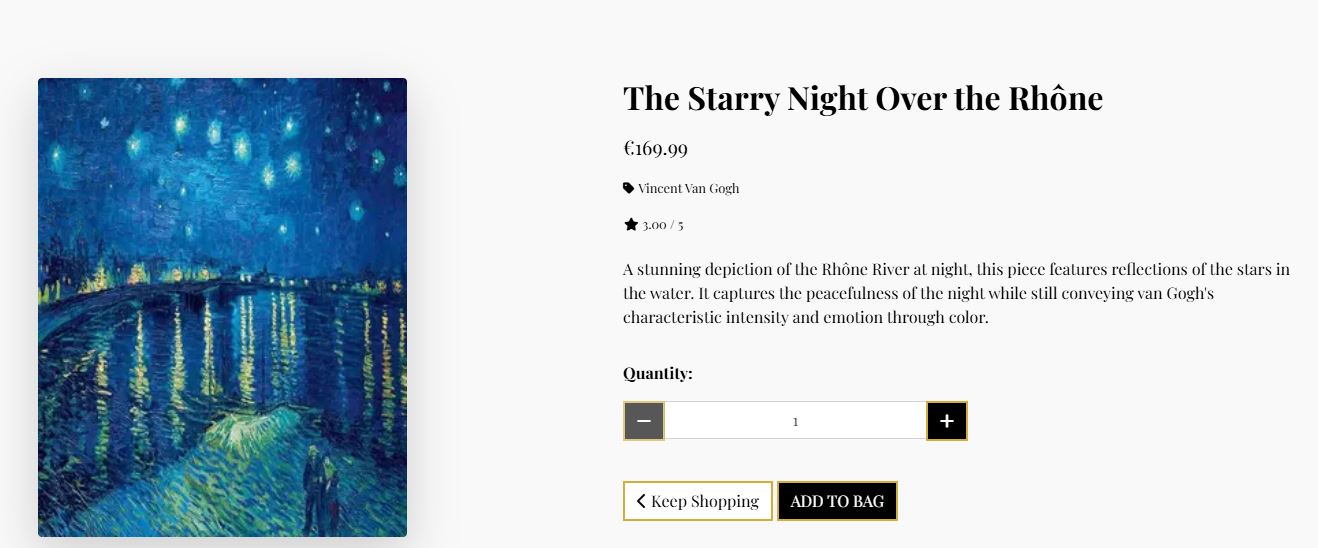 The Starry Night Over the Rhône
€169.99
Vincent Van Gogh
3.00 / 5
A stunning depiction of the Rhône River at night, this piece features reflections of the stars in
the water. It captures the peacefulness of the night while still conveying van Gogh's
characteristic intensity and emotion through color.
Quantity:
1
Keep Shopping
ADD TO BAG